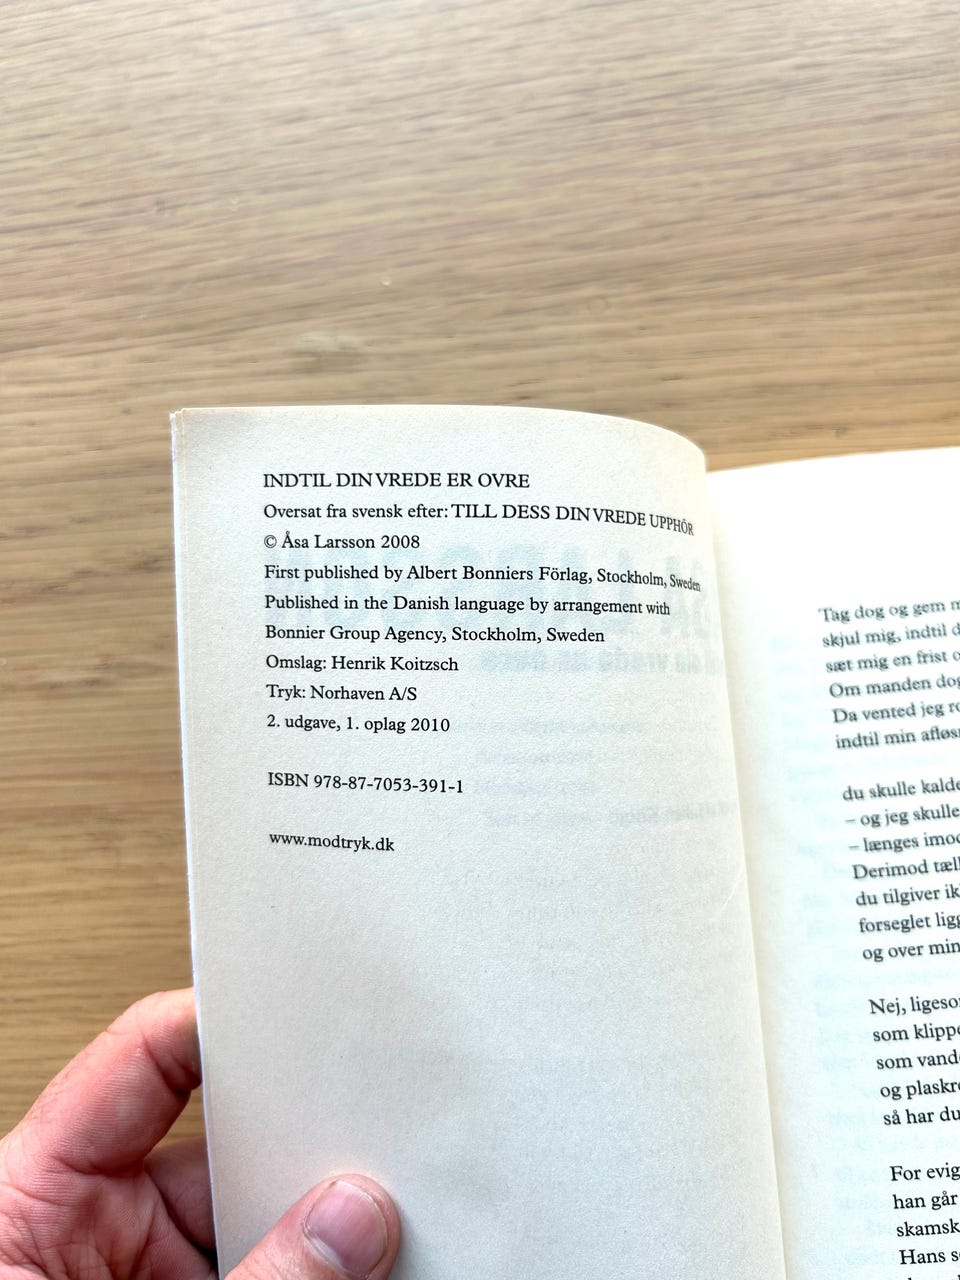 INDTIL DIN VREDE ER OVRE
Oversat fra svensk efter: TILL DESS DIN VREDE UPPHÖR
© Åsa Larsson 2008
First published by Albert Bonniers Förlag, Stockholm, Sweden
Published in the Danish language by arrangement with
Bonnier Group Agency, Stockholm, Sweden
Omslag: Henrik Koitzsch
Tryk: Norhaven A/S
2. udgave, 1. oplag 2010
ISBN 978-87-7053-391-1
www.modtryk.dk
Tag dog og gem
skjul mig, indtil
sæt mig en frist
Om manden dog
Da vented jeg
indtil min
du skulle
– og jeg skulle
– længes
Derimod
du tilgiver
forseglet
og over min
Nej,
som
som
og
så har du
For evig
han går
Hans